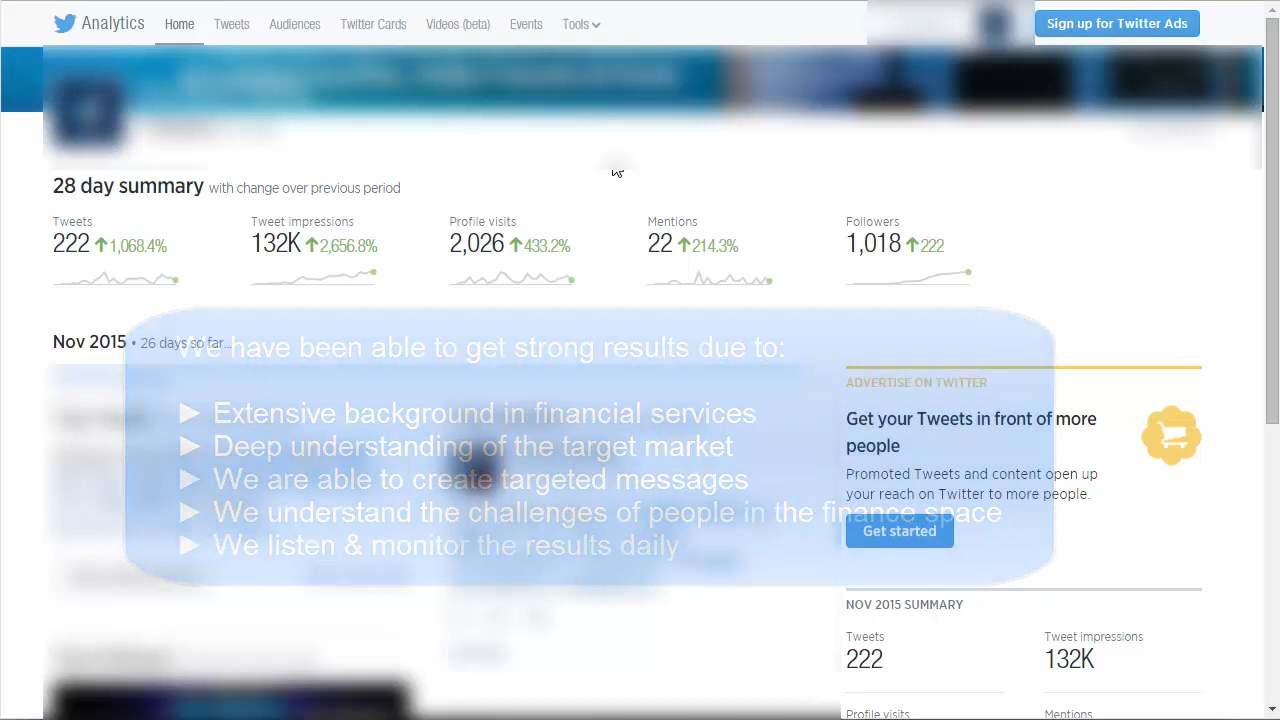 Analytics Home Tweets Audiences Twitter Cards Videos (beta) Events Tools Sign up for Twitter Ads
28 day summary with change over previous period
Tweets Tweet impressions Profile visits Mentions Followers
222 1,068.4% 132K 2,656.8% 2,026 433.2% 22 214.3% 1,018 222
Nov 2015 • 26 days so far...
We have been able to get strong results due to:
► Extensive background in financial services
► Deep understanding of the target market
► We are able to create targeted messages
► We understand the challenges of people in the finance space
► We listen & monitor the results daily
ADVERTISE ON TWITTER
Get your Tweets in front of more
people
Promoted Tweets and content open up
your reach on Twitter to more people.
Get started
NOV 2015 SUMMARY
Tweets Tweet impressions
222 132K
Profile visits Mentions